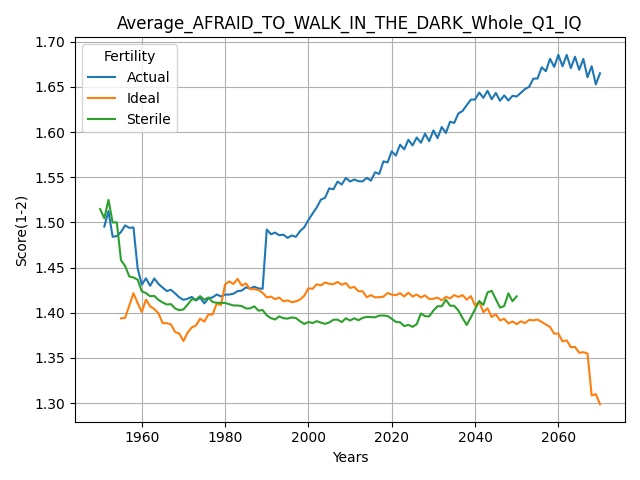 Average_AFRAID_TO_WALK_IN_THE_DARK_Whole_Q1_IQ
Fertility
Actual
Ideal
Sterile
Score(1-2)
1.70
1.65
1.60
1.55
1.50
1.45
1.40
1.35
1.30
1960
1980
2000
2020
2040
2060
Years